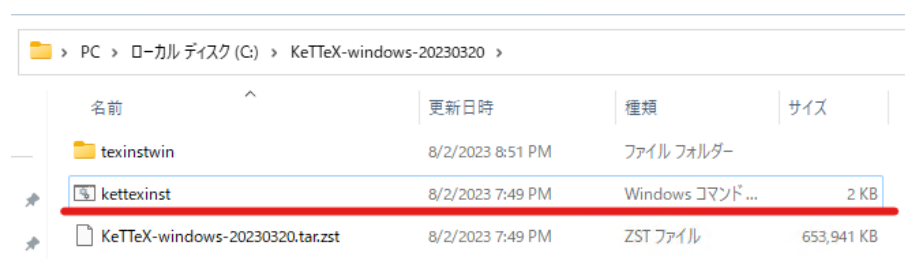 PC › ローカル ディスク (C:) › KeTTeX-windows-20230320 ›
名前 更新日時 種類 サイズ
texinstwin 8/2/2023 8:51 PM ファイル フォルダー
kettexinst 8/2/2023 7:49 PM Windows コマンド ... 2 KB
KeTTeX-windows-20230320.tar.zst 8/2/2023 7:49 PM ZST ファイル 653,941 KB